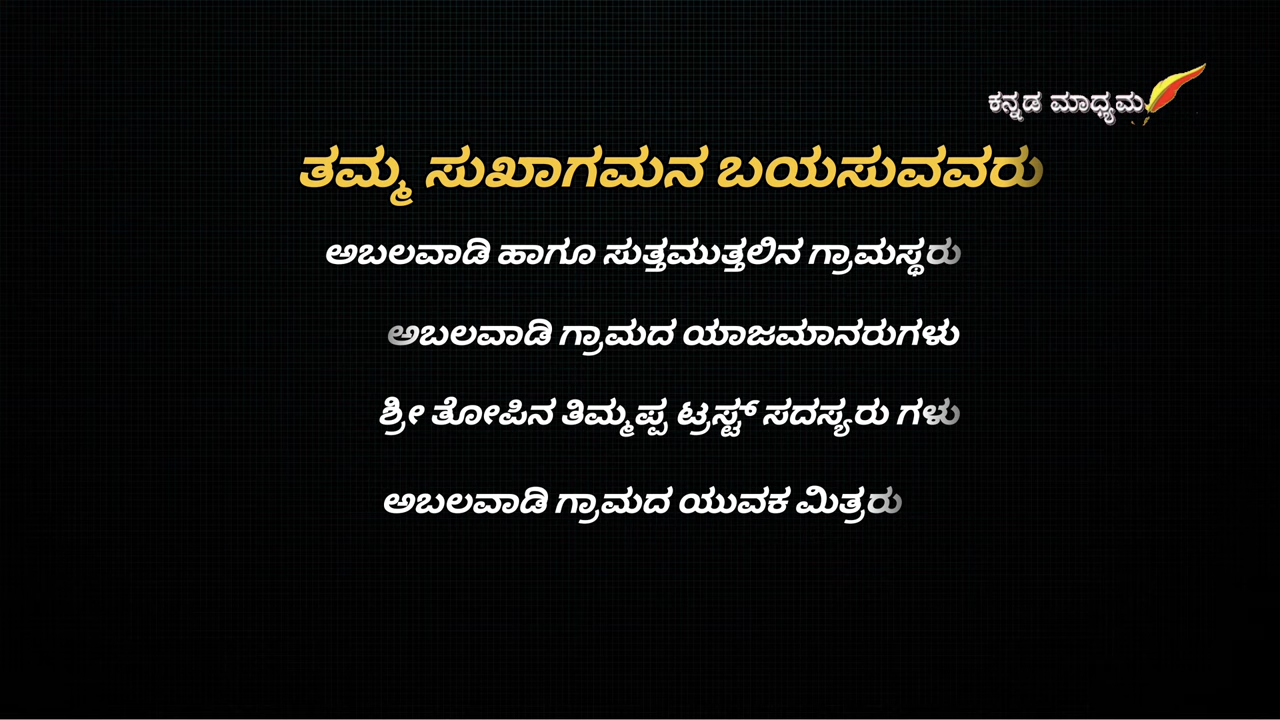 ಕನ್ನಡ ಮಾಧ್ಯಮ
ತಮ್ಮ ಸುಖಾಗಮನ ಬಯಸುವವರು
ಅಬಲವಾಡಿ ಹಾಗೂ ಸುತ್ತಮುತ್ತಲಿನ ಗ್ರಾಮಸ್ಥರು
ಅಬಲವಾಡಿ ಗ್ರಾಮದ ಯಾಜಮಾನರುಗಳು
ಶ್ರೀ ತೋಪಿನ ತಿಮ್ಮಪ್ಪ ಟ್ರಸ್ಟ್ ಸದಸ್ಯರು ಗಳು
ಅಬಲವಾಡಿ ಗ್ರಾಮದ ಯುವಕ ಮಿತ್ರರು